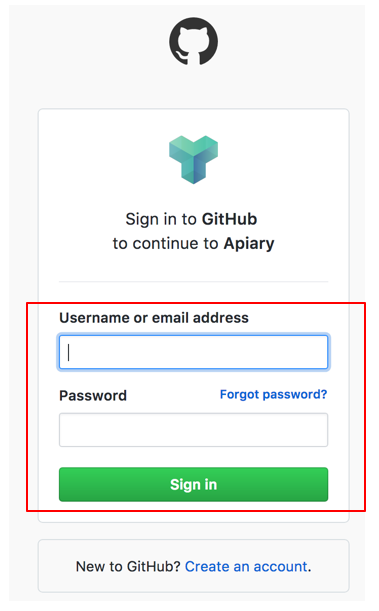 Sign in to GitHub
to continue to Apiary
Username or email address
Password Forgot password?
Sign in
New to GitHub? Create an account.